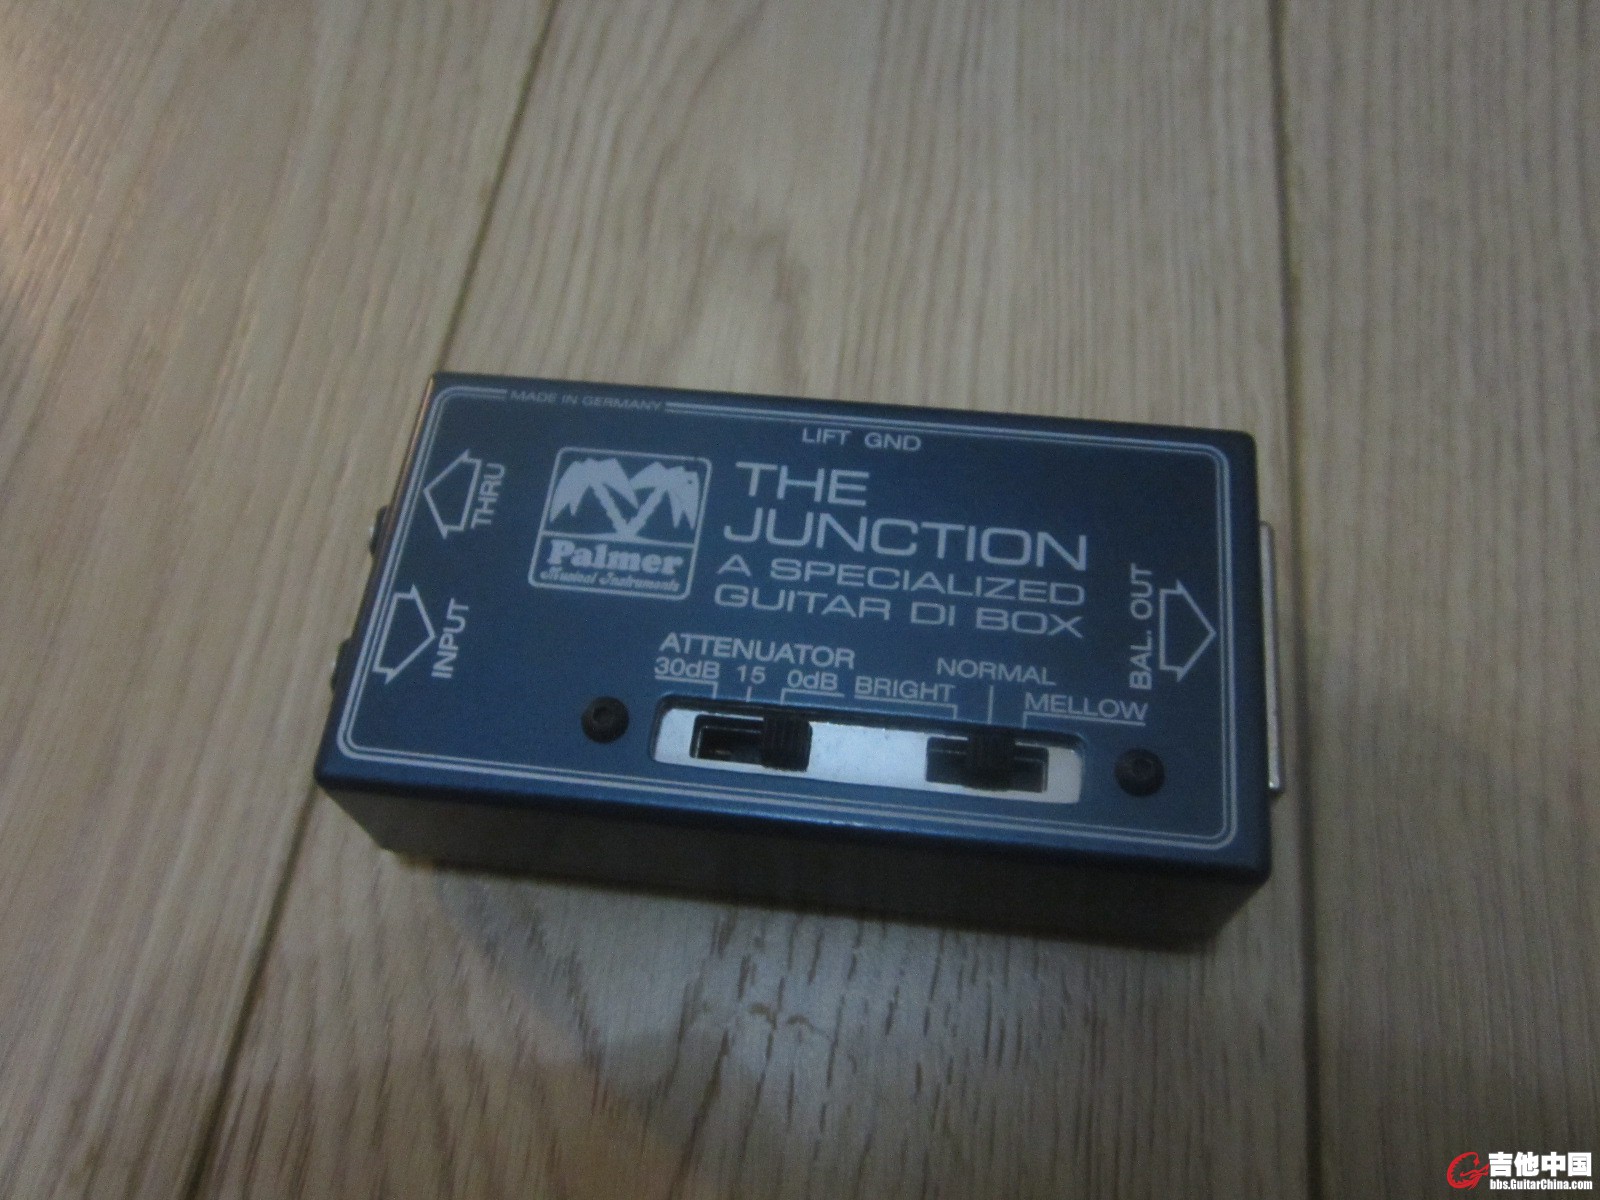 MADE IN GERMANY
LIFT GND
THRU
INPUT
Palmer
Musical Instruments
THE
JUNCTION
A SPECIALIZED
GUITAR DI BOX
BAL. OUT
ATTENUATOR
30dB 15 0dB
BRIGHT NORMAL MELLOW
吉他中国
bbs.GuitarChina.com